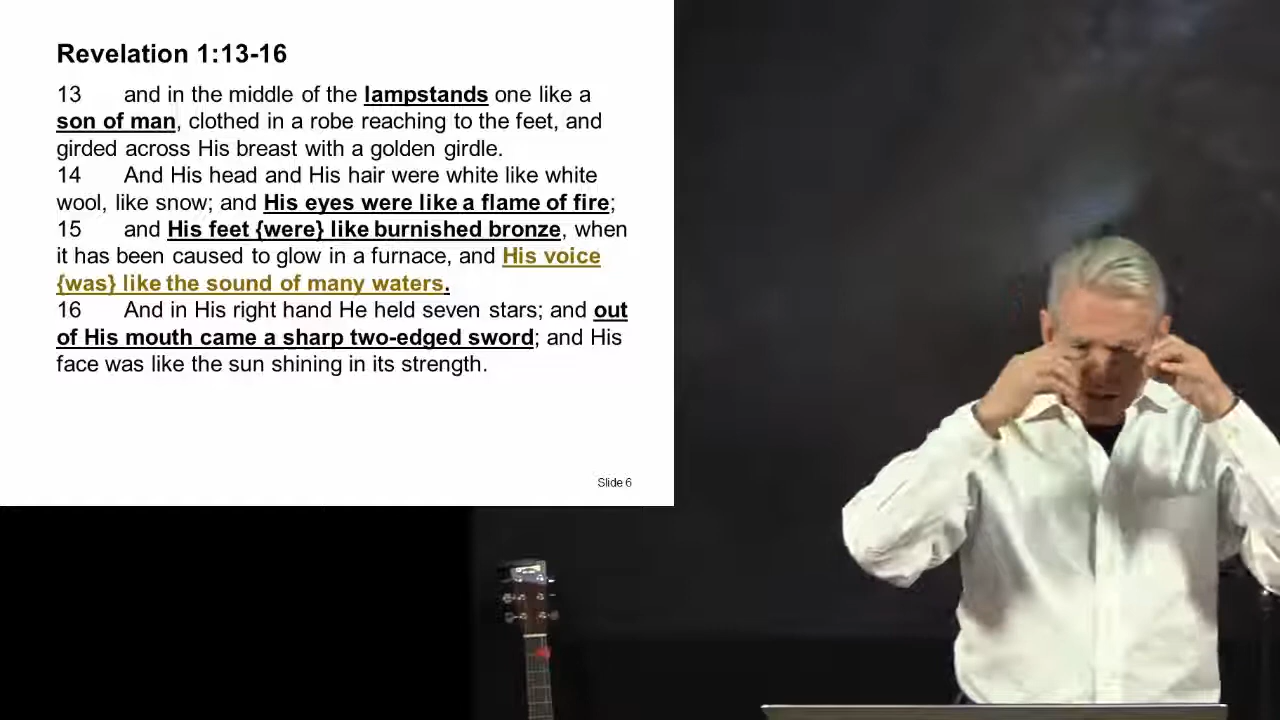 Revelation 1:13-16
13 and in the middle of the lampstands one like a
son of man, clothed in a robe reaching to the feet, and
girded across His breast with a golden girdle.
14 And His head and His hair were white like white
wool, like snow; and His eyes were like a flame of fire;
15 and His feet {were} like burnished bronze, when
it has been caused to glow in a furnace, and His voice
{was} like the sound of many waters.
16 And in His right hand He held seven stars; and out
of His mouth came a sharp two-edged sword; and His
face was like the sun shining in its strength.
Slide 6